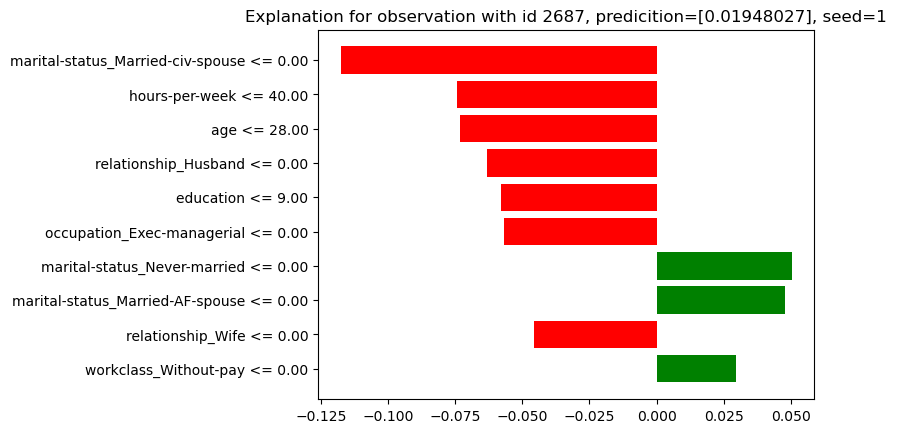 Explanation for observation with id 2687, predicition=[0.01948027], seed=1
marital-status_Married-civ-spouse <= 0.00
hours-per-week <= 40.00
age <= 28.00
relationship_Husband <= 0.00
education <= 9.00
occupation_Exec-managerial <= 0.00
marital-status_Never-married <= 0.00
marital-status_Married-AF-spouse <= 0.00
relationship_Wife <= 0.00
workclass_Without-pay <= 0.00
−0.125 −0.100 −0.075 −0.050 −0.025 0.000 0.025 0.050